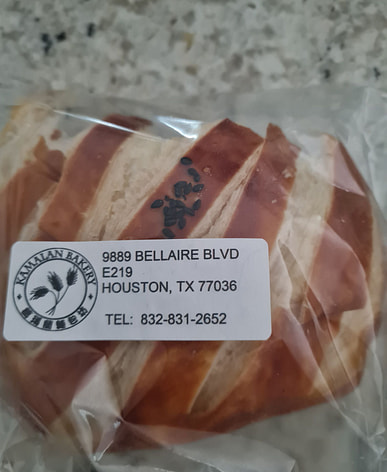 KAMALAN BAKERY
9889 BELLAIRE BLVD
E219
HOUSTON, TX 77036
TEL: 832-831-2652